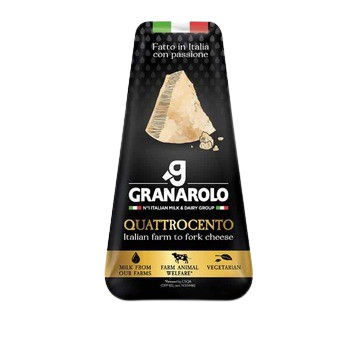 Fatto in Italia
con passione
g
GRANAROLO
N°1 ITALIAN MILK & DAIRY GROUP
QUATTROCENTO
Italian farm to fork cheese
MILK FROM
OUR FARMS
FARM ANIMAL
WELFARE*
VEGETARIAN